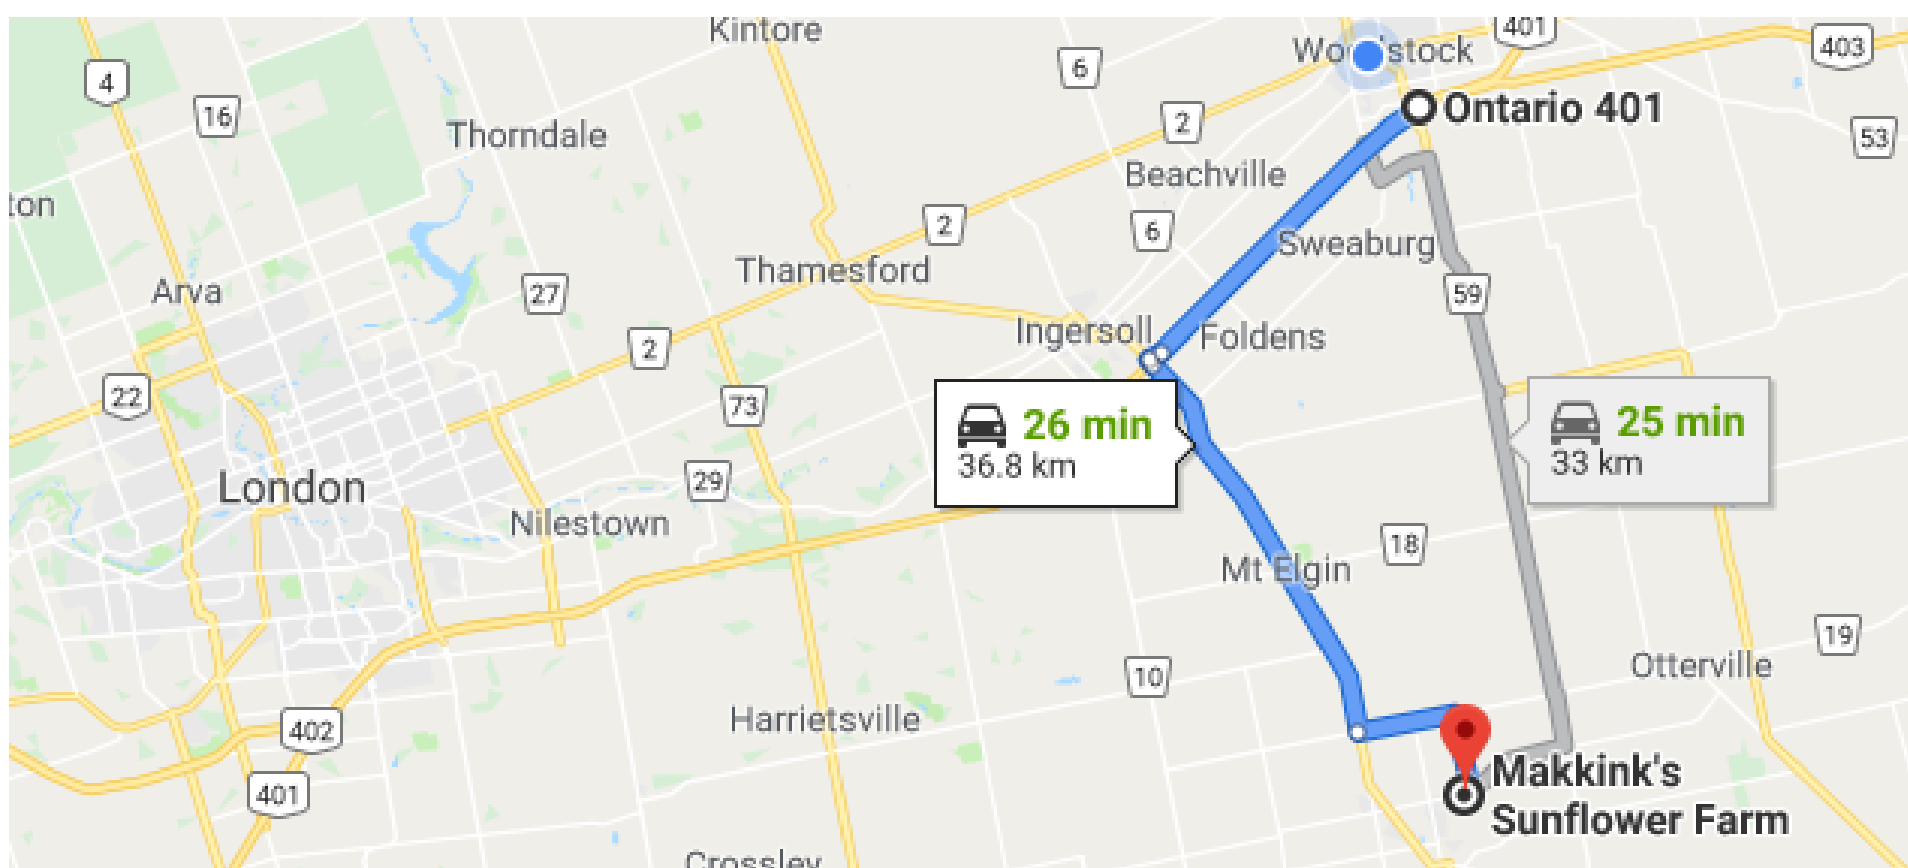 Kintore
401
403
6
Woodstock
4
Ontario 401
16
2
53
Thorndale
Beachville
ton
2
6
Sweaburg
Thamesford
Arva
27
59
Ingersoll
Foldens
2
22
73
26 min
36.8 km
25 min
33 km
London
29
Nilestown
18
Mt Elgin
19
Otterville
10
Harrietsville
402
Makkink's
Sunflower Farm
401
Crossley